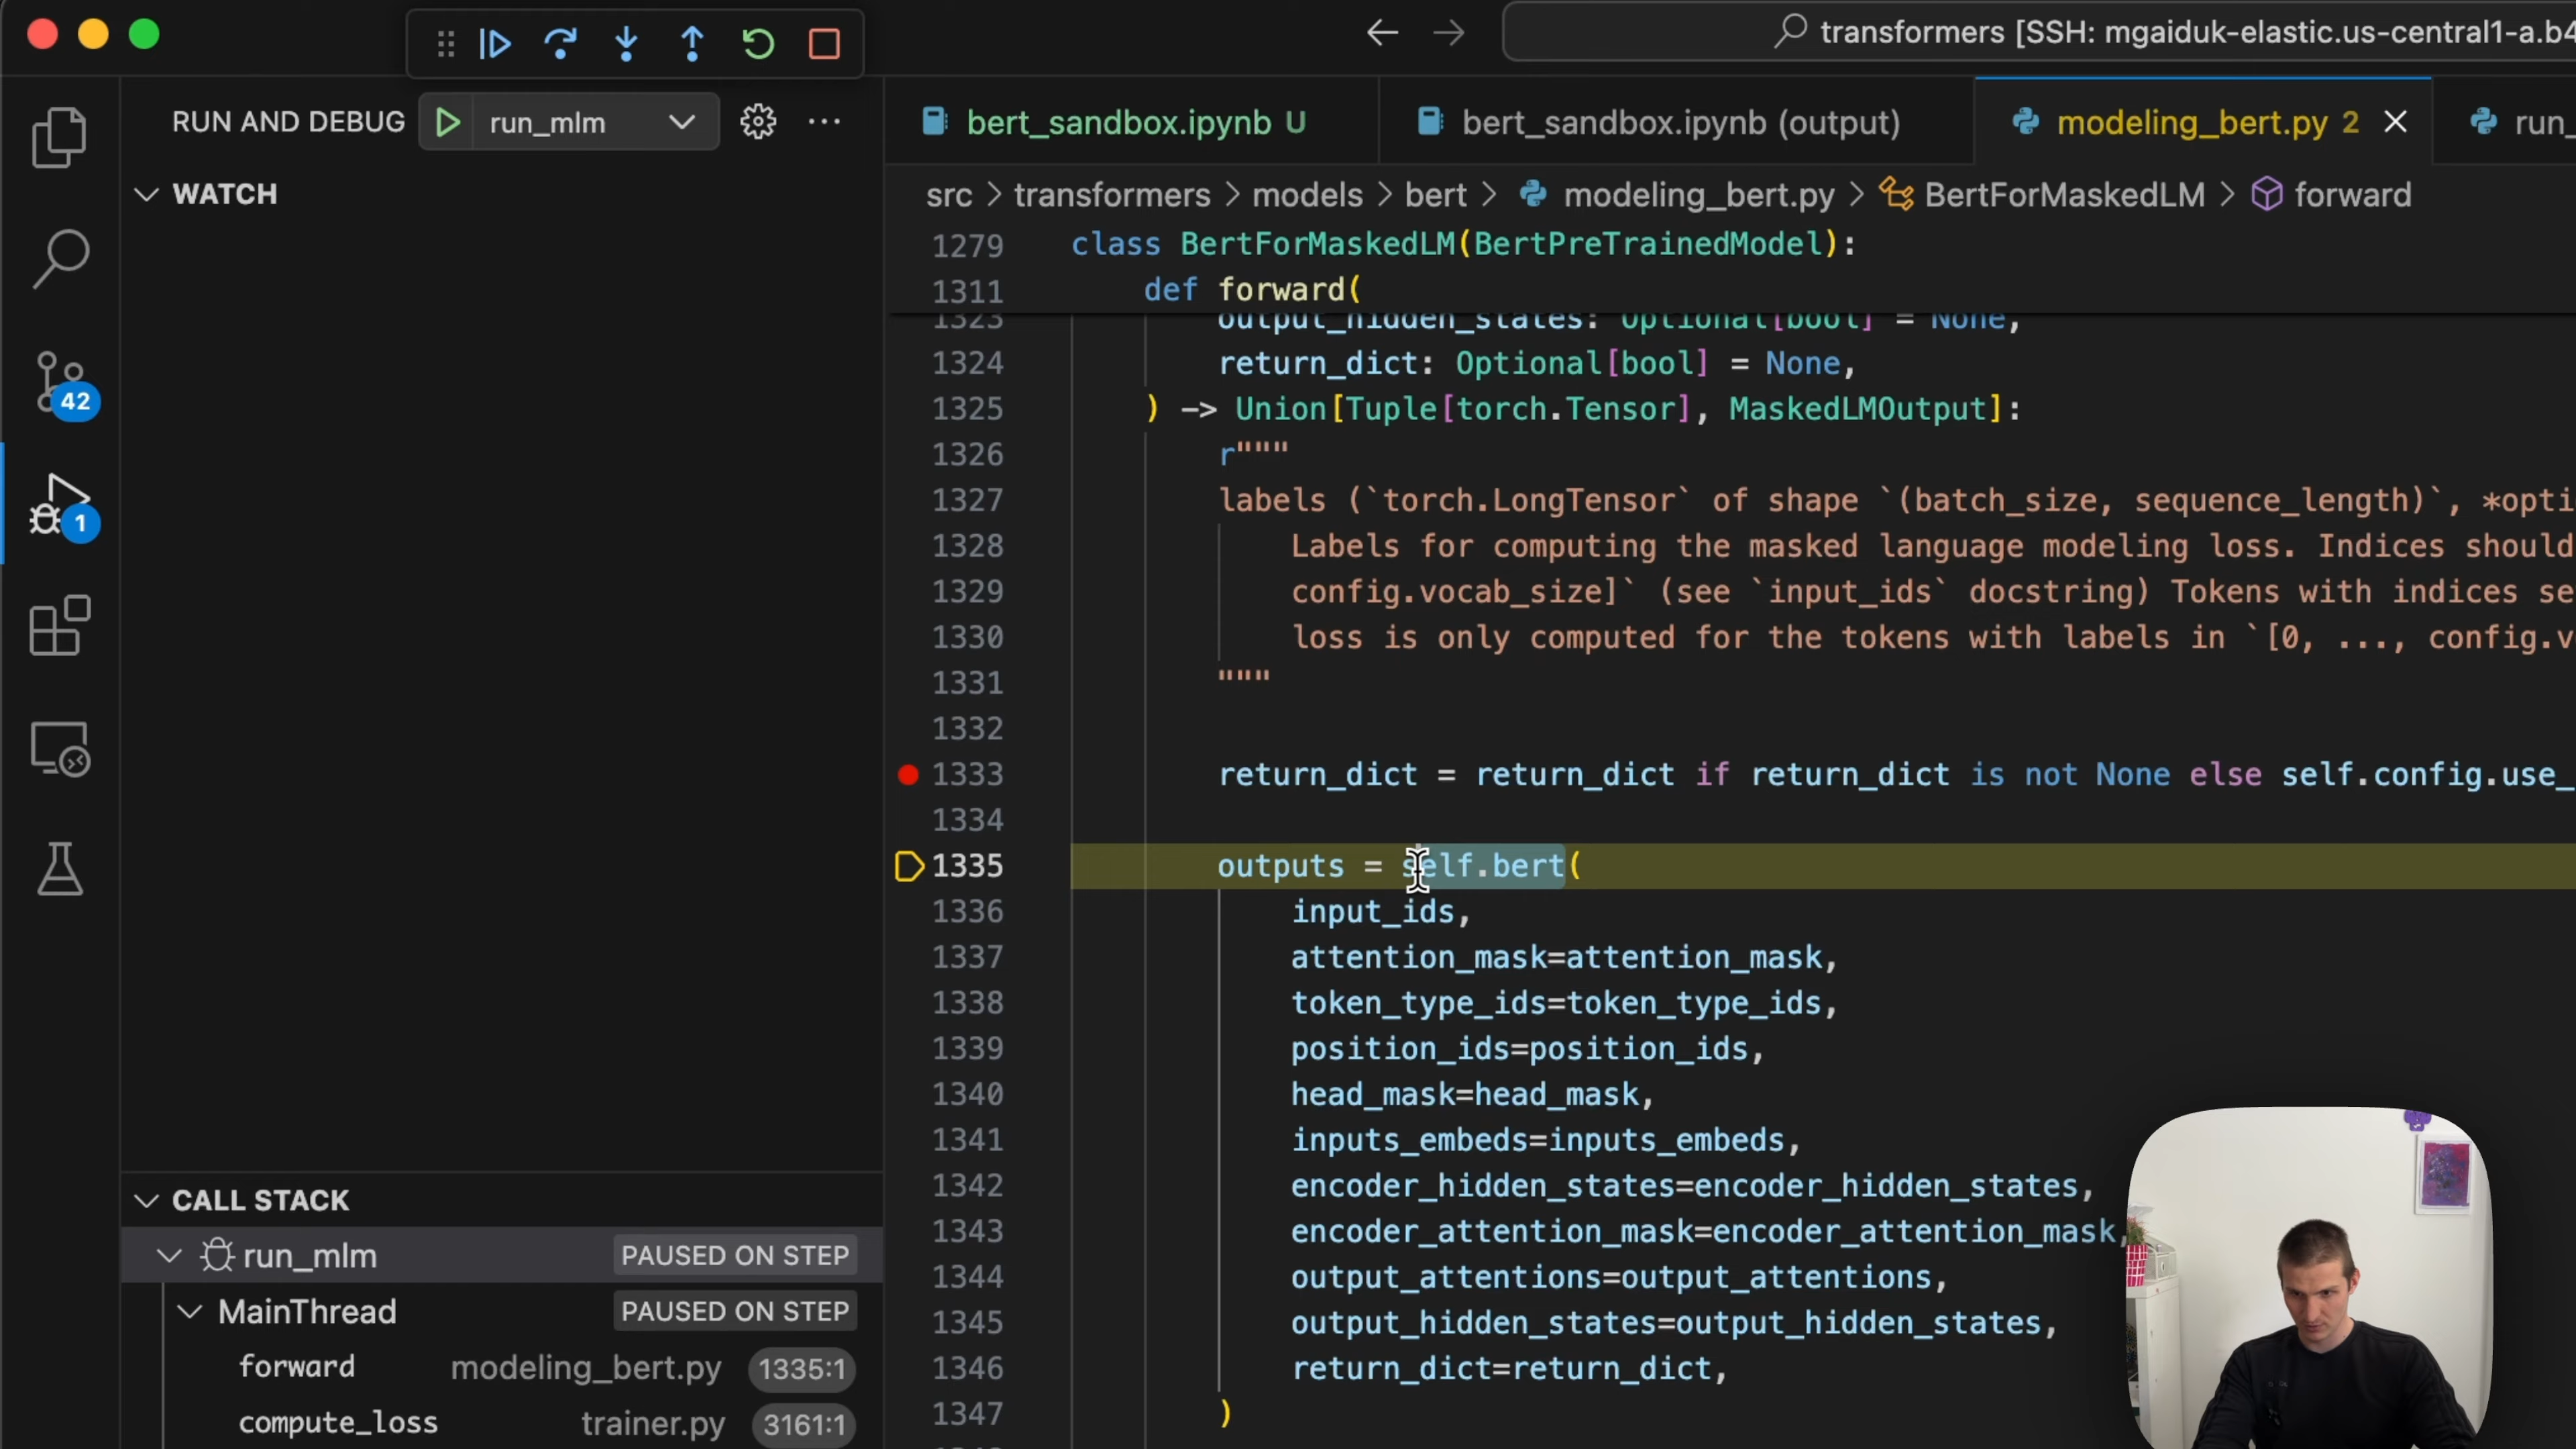 transformers [SSH: mgaiduk-elastic.us-central1-a.b4
RUN AND DEBUG
run_mlm
bert_sandbox.ipynb U
bert_sandbox.ipynb (output)
modeling_bert.py 2
run_
WATCH
src > transformers > models > bert > modeling_bert.py > BertForMaskedLM > forward
1279 class BertForMaskedLM(BertPreTrainedModel):
1311 def forward(
1323 output_hidden_states: Optional[bool] = None,
1324 return_dict: Optional[bool] = None,
1325 ) -> Union[Tuple[torch.Tensor], MaskedLMOutput]:
1326 r"""
1327 labels (`torch.LongTensor` of shape `(batch_size, sequence_length)`, *opti
1328 Labels for computing the masked language modeling loss. Indices should
1329 config.vocab_size]` (see `input_ids` docstring) Tokens with indices se
1330 loss is only computed for the tokens with labels in `[0, ..., config.v
1331 """
1332
1333 return_dict = return_dict if return_dict is not None else self.config.use_
1334
1335 outputs = self.bert(
1336 input_ids,
1337 attention_mask=attention_mask,
1338 token_type_ids=token_type_ids,
1339 position_ids=position_ids,
1340 head_mask=head_mask,
1341 inputs_embeds=inputs_embeds,
1342 encoder_hidden_states=encoder_hidden_states,
1343 encoder_attention_mask=encoder_attention_mask,
1344 output_attentions=output_attentions,
1345 output_hidden_states=output_hidden_states,
1346 return_dict=return_dict,
1347 )
42
1
CALL STACK
run_mlm PAUSED ON STEP
MainThread PAUSED ON STEP
forward modeling_bert.py 1335:1
compute_loss trainer.py 3161:1